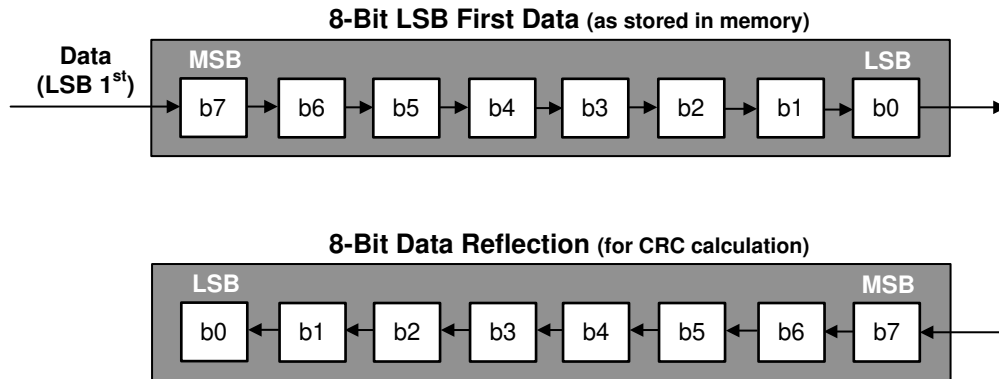 8-Bit LSB First Data (as stored in memory)
Data
(LSB 1st)
MSB LSB
b7 b6 b5 b4 b3 b2 b1 b0
8-Bit Data Reflection (for CRC calculation)
LSB MSB
b0 b1 b2 b3 b4 b5 b6 b7